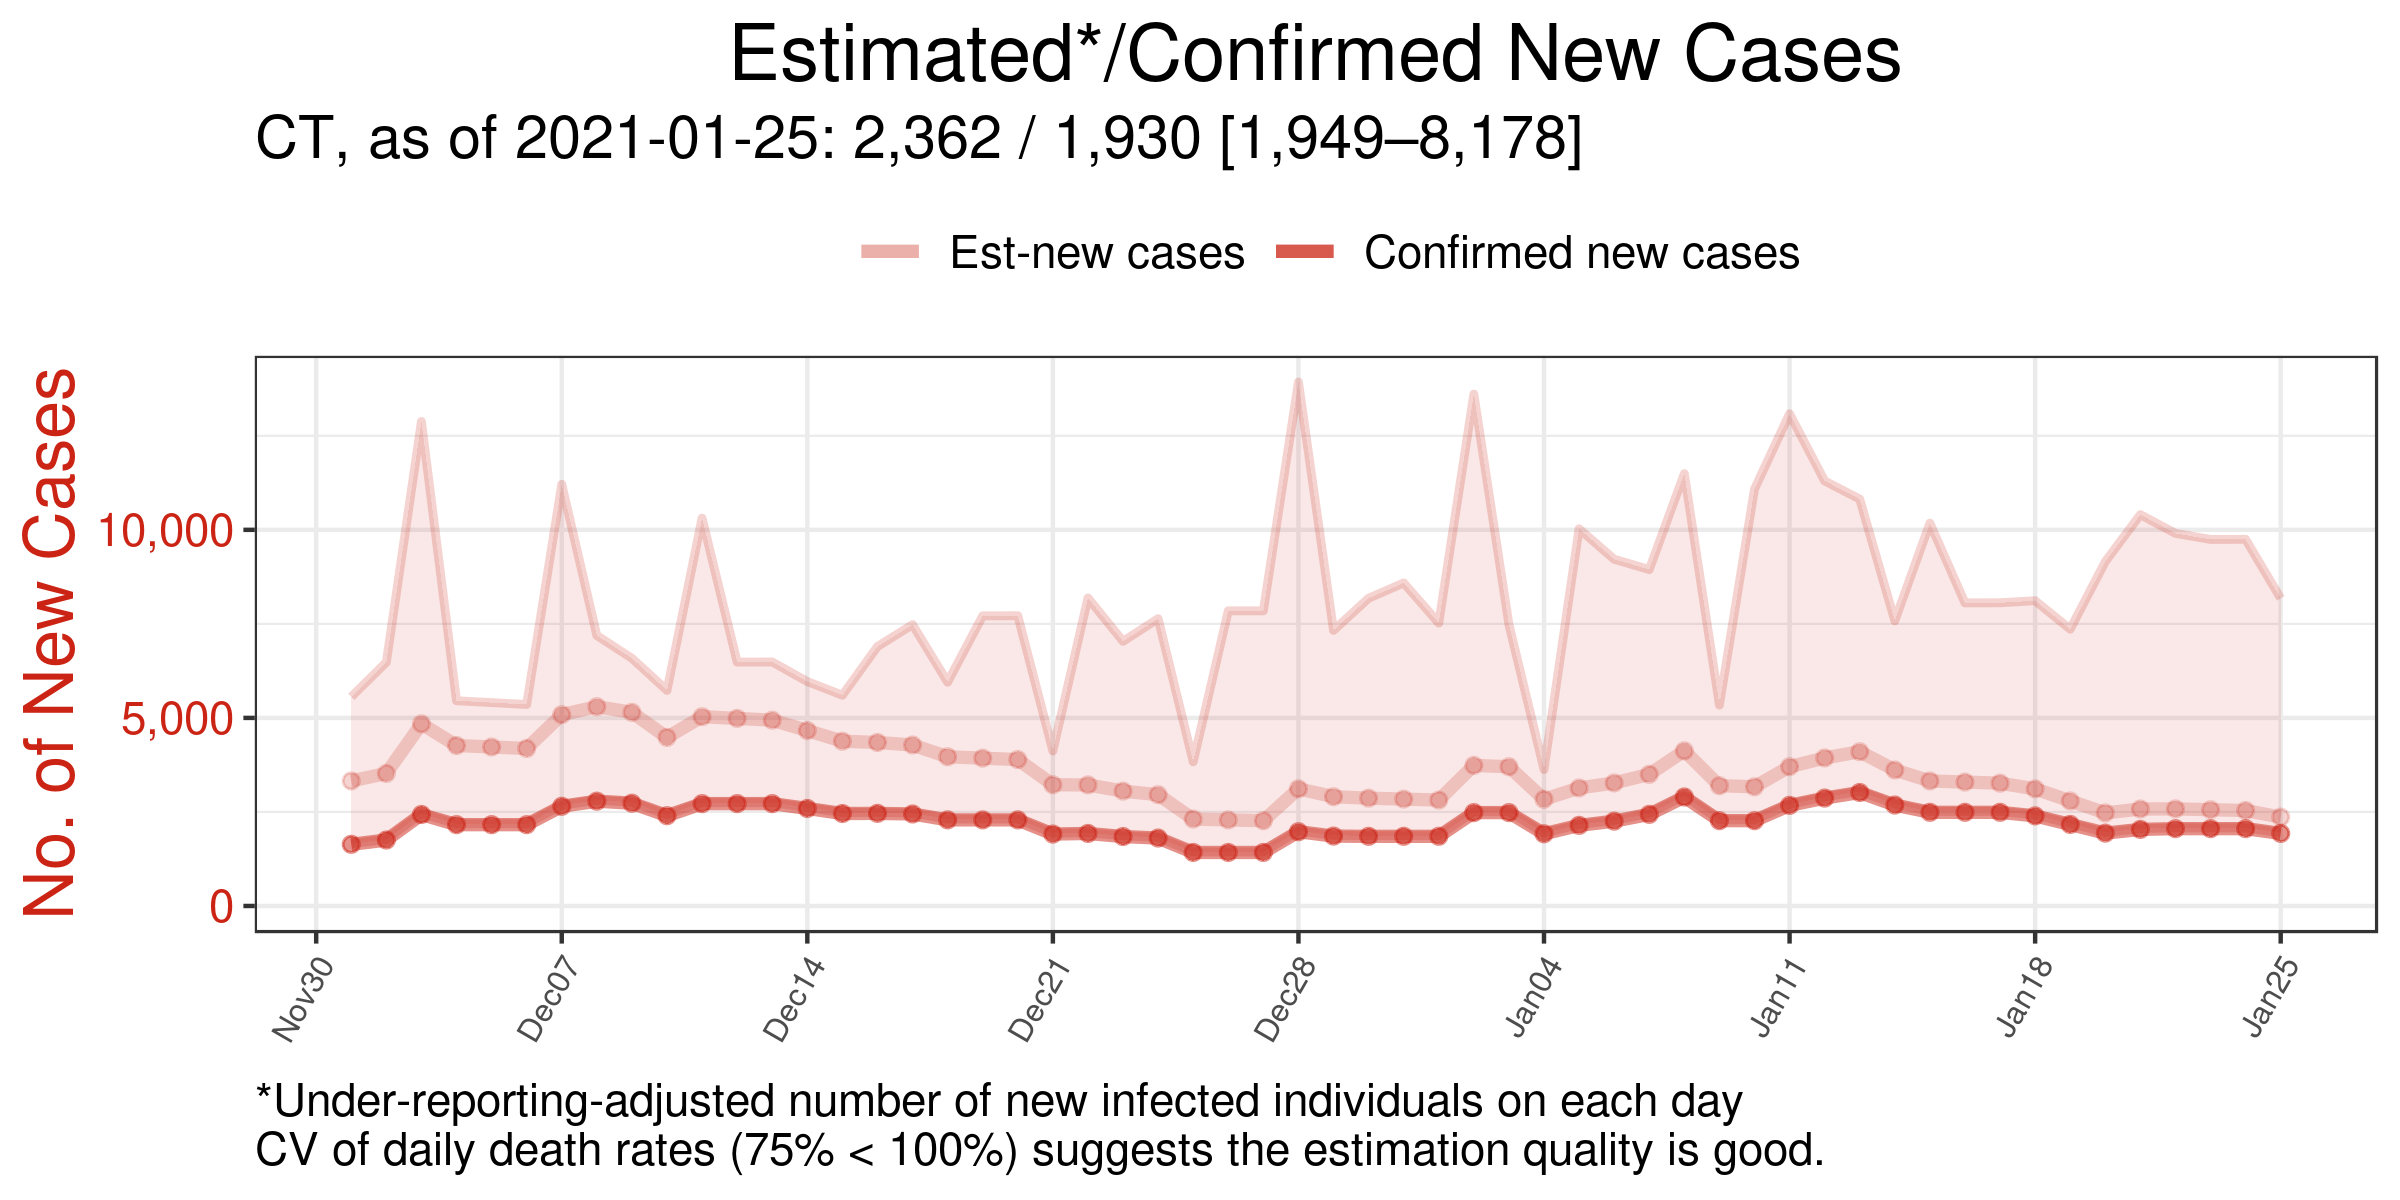 Estimated*/Confirmed New Cases
CT, as of 2021-01-25: 2,362 / 1,930 [1,949–8,178]
Est-new cases
Confirmed new cases
No. of New Cases
10,000
5,000
0
Nov30
Dec07
Dec14
Dec21
Dec28
Jan04
Jan11
Jan18
Jan25
*Under-reporting-adjusted number of new infected individuals on each day
CV of daily death rates (75% < 100%) suggests the estimation quality is good.